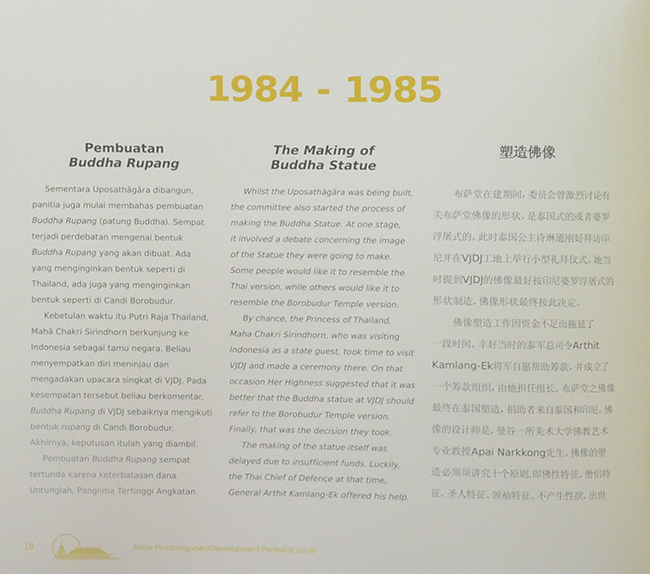 1984 - 1985
Pembuatan
Buddha Rupang
Sementara Uposathāgāra dibangun,
panitia juga mulai membahas pembuatan
Buddha Rupang (patung Buddha). Sempat
terjadi perdebatan mengenai bentuk
Buddha Rupang yang akan dibuat. Ada
yang menginginkan bentuk seperti di
Thailand, ada juga yang menginginkan
bentuk seperti di Candi Borobudur.
Kebetulan waktu itu Putri Raja Thailand,
Mahā Chakri Sirindhorn berkunjung ke
Indonesia sebagai tamu negara. Beliau
menyempatkan diri meninjau dan
mengadakan upacara singkat di VJDJ. Pada
kesempatan tersebut beliau berkomentar,
Buddha Rupang di VJDJ sebaiknya mengikuti
bentuk rupang di Candi Borobudur.
Akhirnya, keputusan itulah yang diambil.
Pembuatan Buddha Rupang sempat
tertunda karena keterbatasan dana.
Untunglah, Panglima Tertinggi Angkatan
The Making of
Buddha Statue
Whilst the Uposathāgāra was being built,
the committee also started the process of
making the Buddha Statue. At one stage,
it involved a debate concerning the image
of the Statue they were going to make.
Some people would like it to resemble the
Thai version, while others would like it to
resemble the Borobudur Temple version.
By chance, the Princess of Thailand,
Maha Chakri Sirindhorn, who was visiting
Indonesia as a state guest, took time to visit
VJDJ and made a ceremony there. On that
occasion Her Highness suggested that it was
better that the Buddha statue at VJDJ should
refer to the Borobudur Temple version.
Finally, that was the decision they took.
The making of the statue itself was
delayed due to insufficient funds. Luckily,
the Thai Chief of Defence at that time,
General Arthit Kamlang-Ek offered his help.
塑造佛像
布萨堂在建期间，委员会曾激烈讨论有
关布萨堂佛像的形状，是泰国式的或者婆罗
浮屠式的。此时泰国公主诗琳通刚好拜访印
尼并在VJDJ工地上举行小型礼拜仪式。她当
时提到VJDJ的佛像最好按印尼婆罗浮屠式的
形状制造。佛像形状最终按此决定。
佛像塑造工作因资金不足而拖延了
一段时间。幸好当时的泰军总司令Arthit
Kamlang-Ek将军自愿帮助筹款，并成立了
一个筹款组织，由他担任组长。布萨堂之佛像
最终在泰国塑造，捐助者来自泰国和印尼。佛
像的设计师是，曼谷一所美术大学佛教艺术
专业教授Apai Narkkong先生。佛像的塑
造必须须讲究十个原则，即佛性特征、僧侣特
征、圣人特征、领袖特征、不产生性欲、出世
18 Masa Pembangunan/Development Period/建设时期